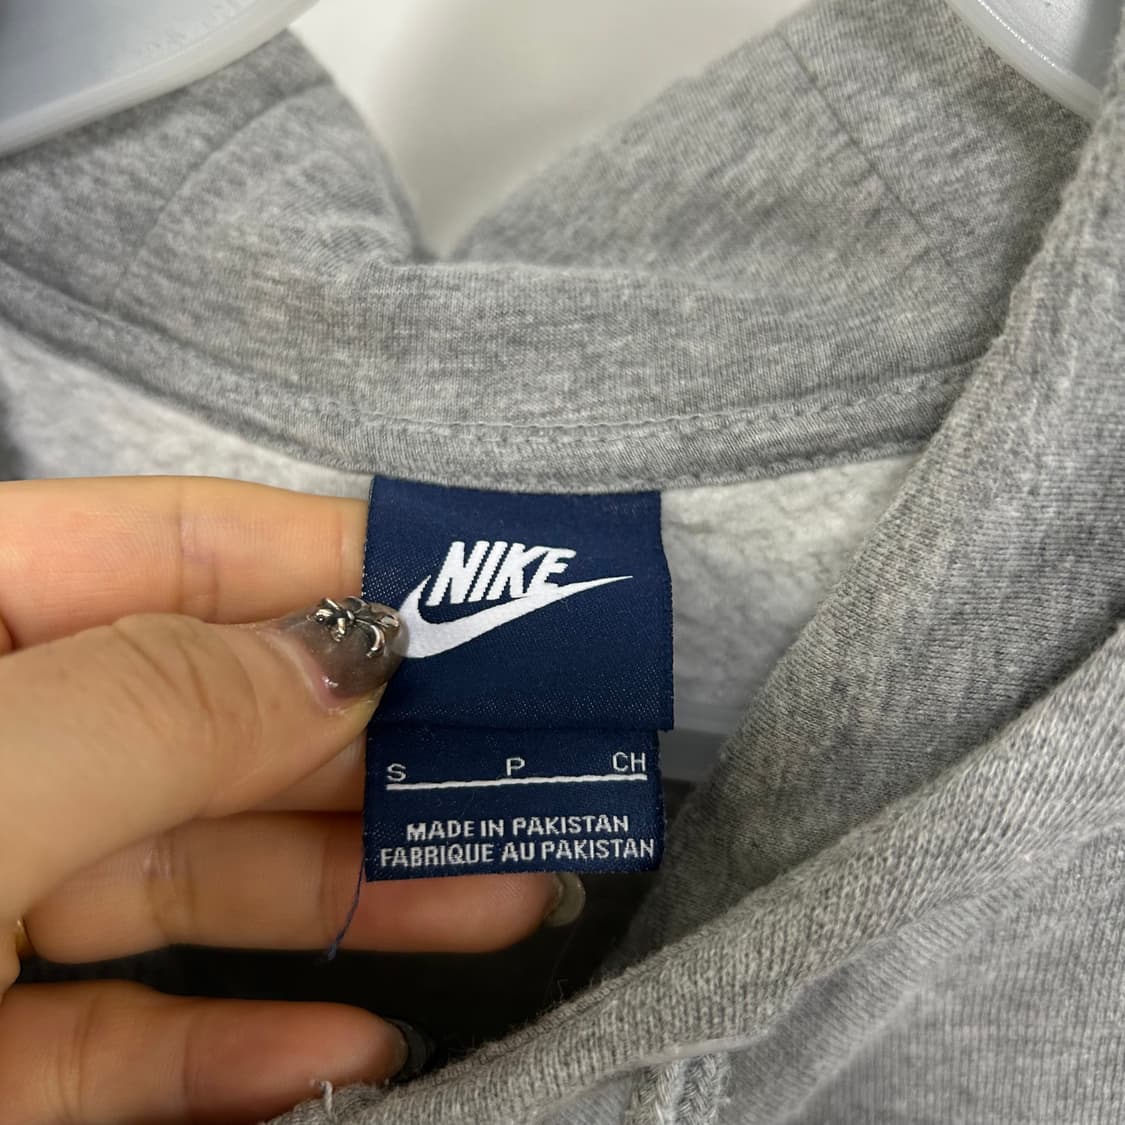 NIKE
S P CH
MADE IN PAKISTAN
FABRIQUE AU PAKISTAN